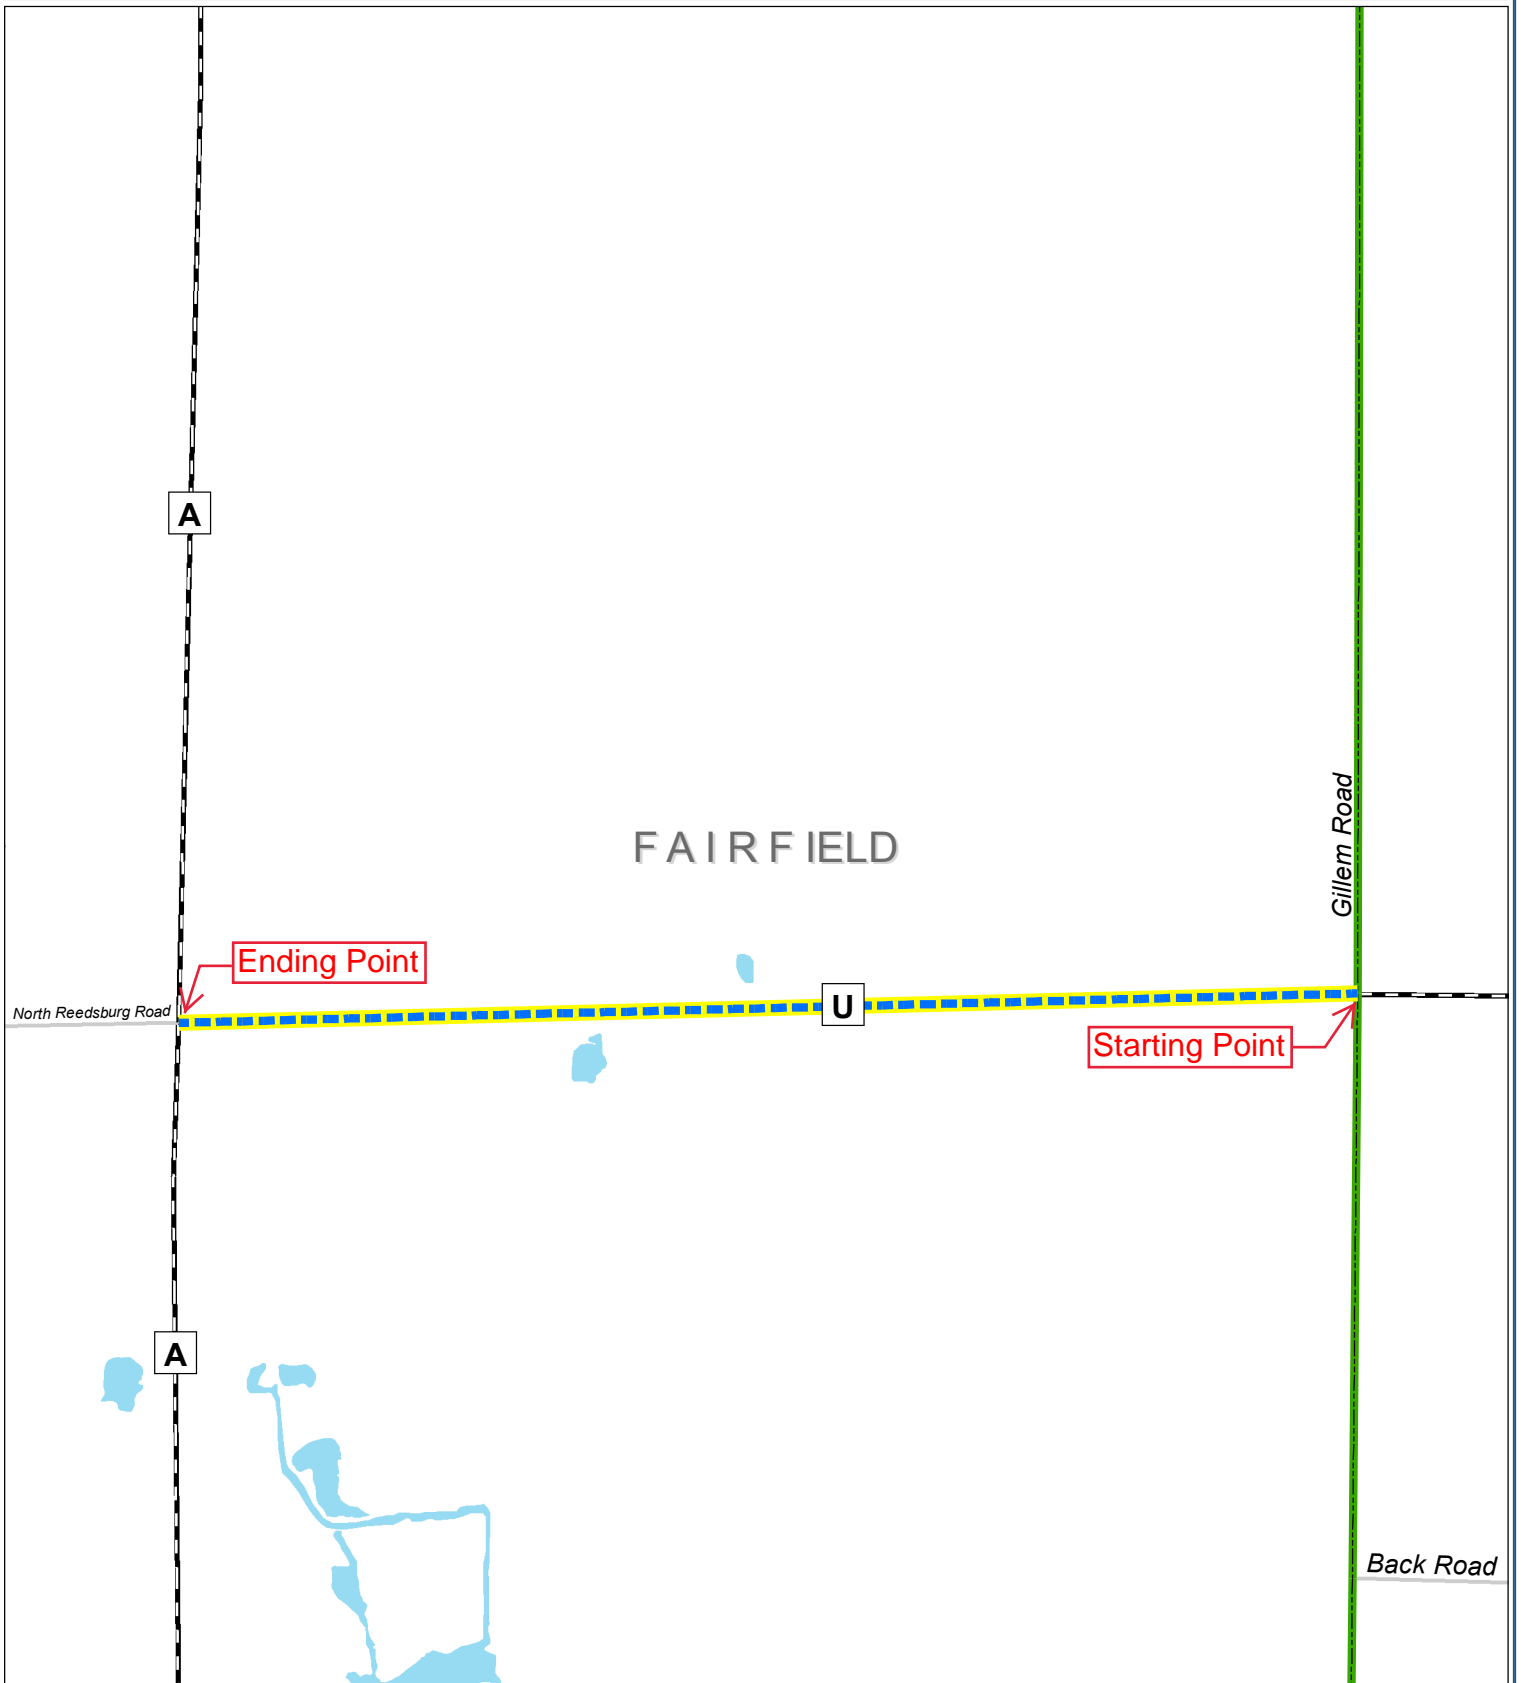 A
Gillem Road
FAIRFIELD
Ending Point
North Reedsburg Road
U
Starting Point
A
Back Road